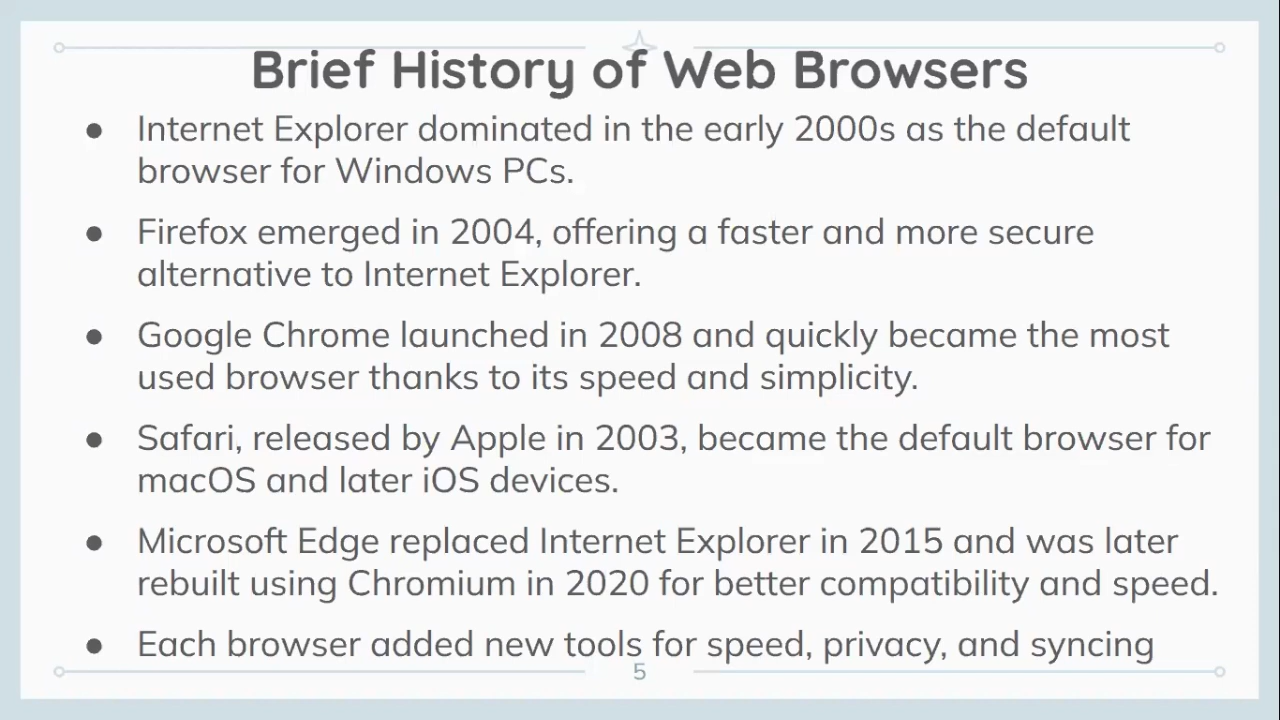 Brief History of Web Browsers
● Internet Explorer dominated in the early 2000s as the default
browser for Windows PCs.
● Firefox emerged in 2004, offering a faster and more secure
alternative to Internet Explorer.
● Google Chrome launched in 2008 and quickly became the most
used browser thanks to its speed and simplicity.
● Safari, released by Apple in 2003, became the default browser for
macOS and later iOS devices.
● Microsoft Edge replaced Internet Explorer in 2015 and was later
rebuilt using Chromium in 2020 for better compatibility and speed.
● Each browser added new tools for speed, privacy, and syncing
5